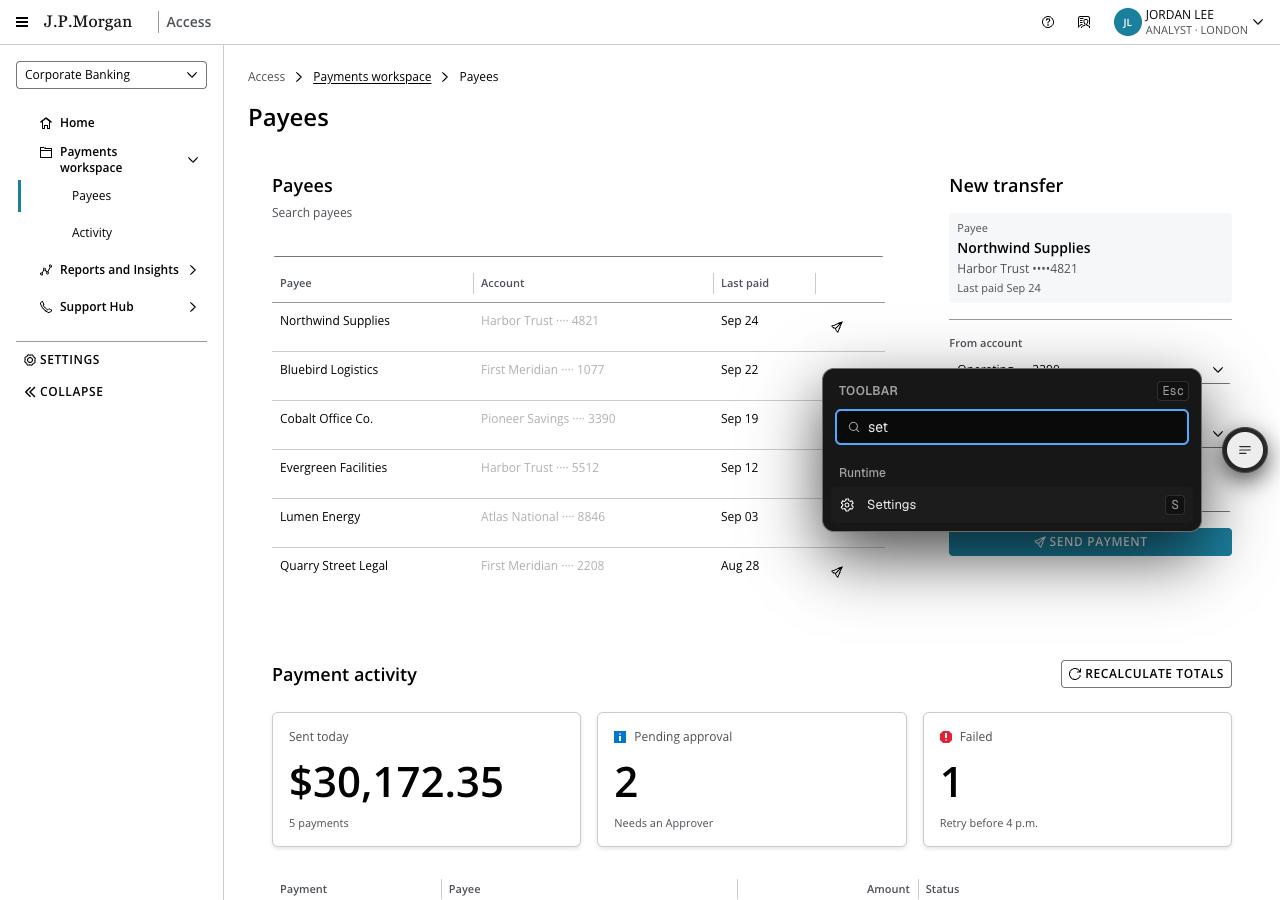 J.P.Morgan
Access
JL
JORDAN LEE
ANALYST · LONDON
Corporate Banking
Home
Payments
workspace
Payees
Activity
Reports and Insights
Support Hub
SETTINGS
COLLAPSE
Access
Payments workspace
Payees
Payees
Payees
Search payees
Payee Account Last paid
Northwind Supplies Harbor Trust ···· 4821 Sep 24
Bluebird Logistics First Meridian ···· 1077 Sep 22
Cobalt Office Co. Pioneer Savings ···· 3390 Sep 19
Evergreen Facilities Harbor Trust ···· 5512 Sep 12
Lumen Energy Atlas National ···· 8846 Sep 03
Quarry Street Legal First Meridian ···· 2208 Aug 28
New transfer
Payee
Northwind Supplies
Harbor Trust ••••4821
Last paid Sep 24
From account
TOOLBAR
Esc
set
Runtime
Settings
S
SEND PAYMENT
Payment activity
RECALCULATE TOTALS
Sent today
$30,172.35
5 payments
Pending approval
2
Needs an Approver
Failed
1
Retry before 4 p.m.
Payment Payee Amount Status